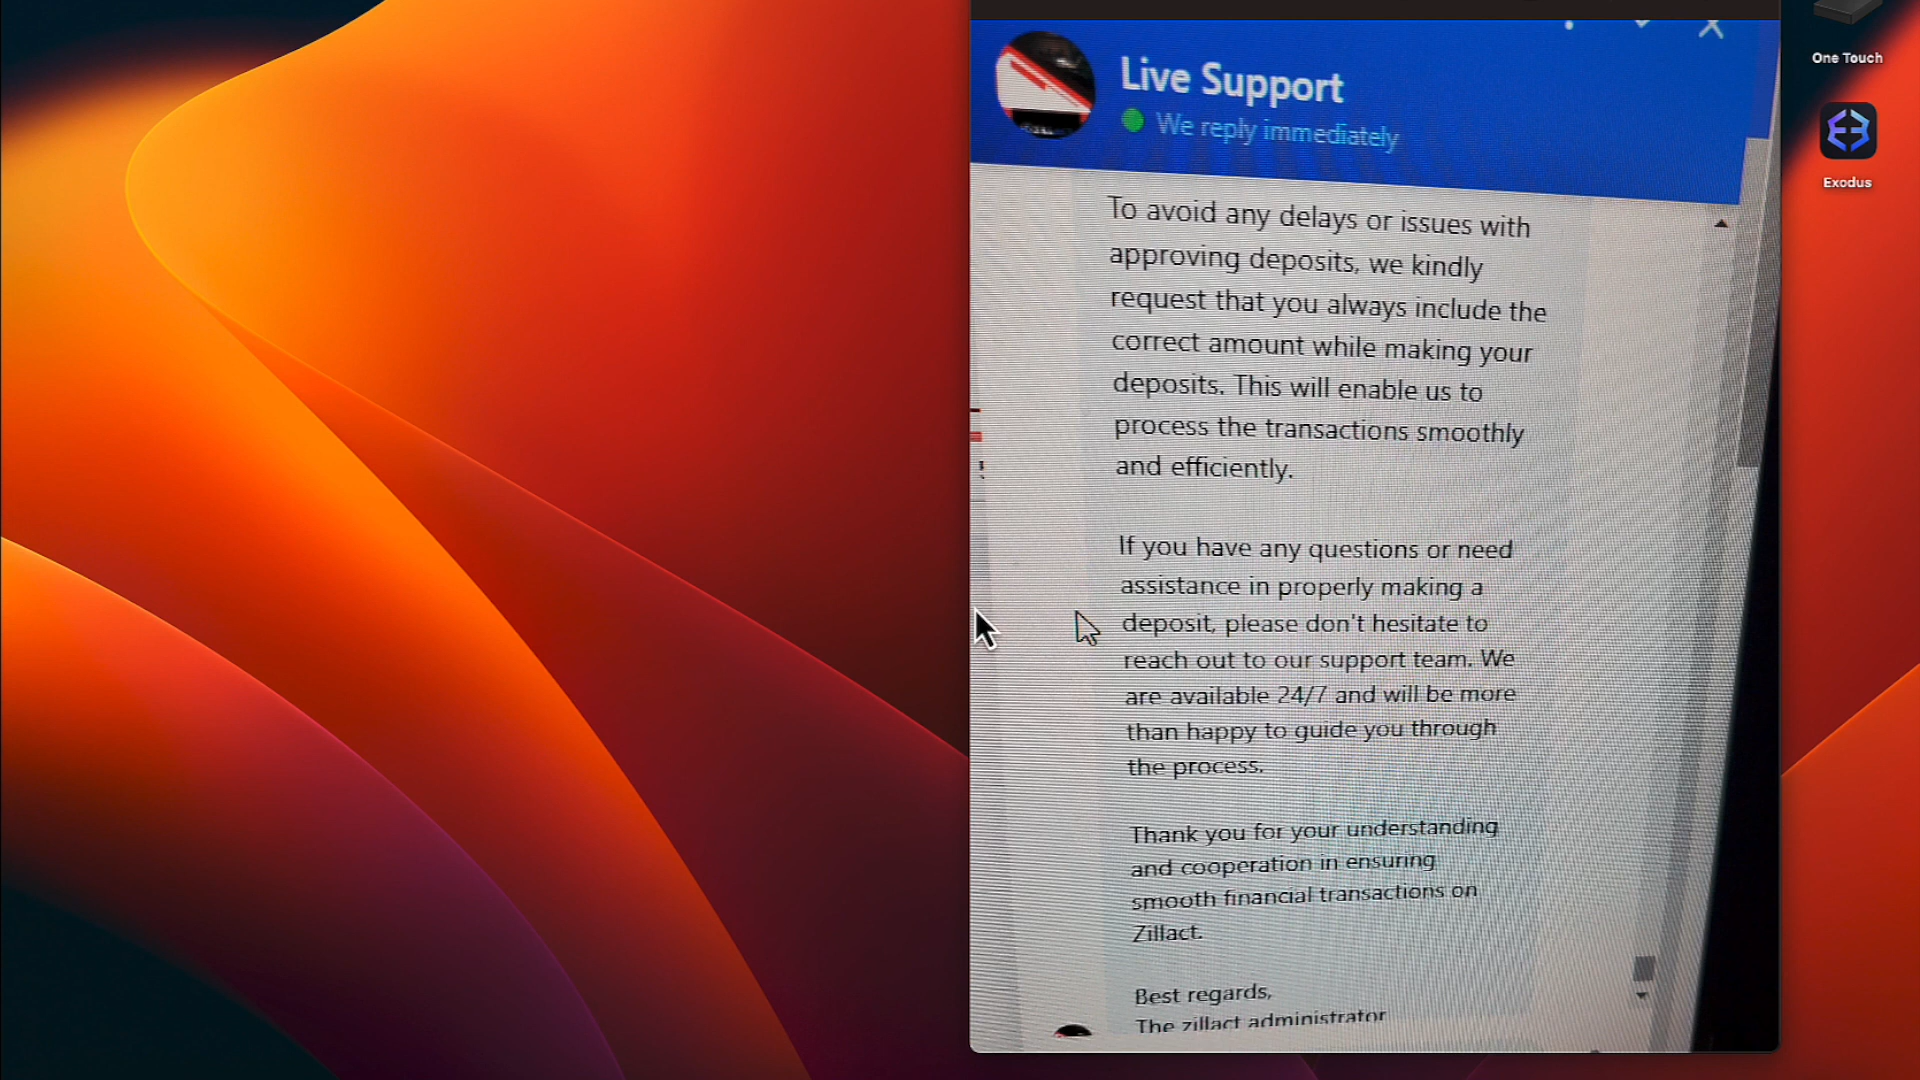 Live Support
We reply immediately
To avoid any delays or issues with
approving deposits, we kindly
request that you always include the
correct amount while making your
deposits. This will enable us to
process the transactions smoothly
and efficiently.
If you have any questions or need
assistance in properly making a
deposit, please don't hesitate to
reach out to our support team. We
are available 24/7 and will be more
than happy to guide you through
the process.
Thank you for your understanding
and cooperation in ensuring
smooth financial transactions on
Zillact.
Best regards,
The zillact administrator
One Touch
Exodus